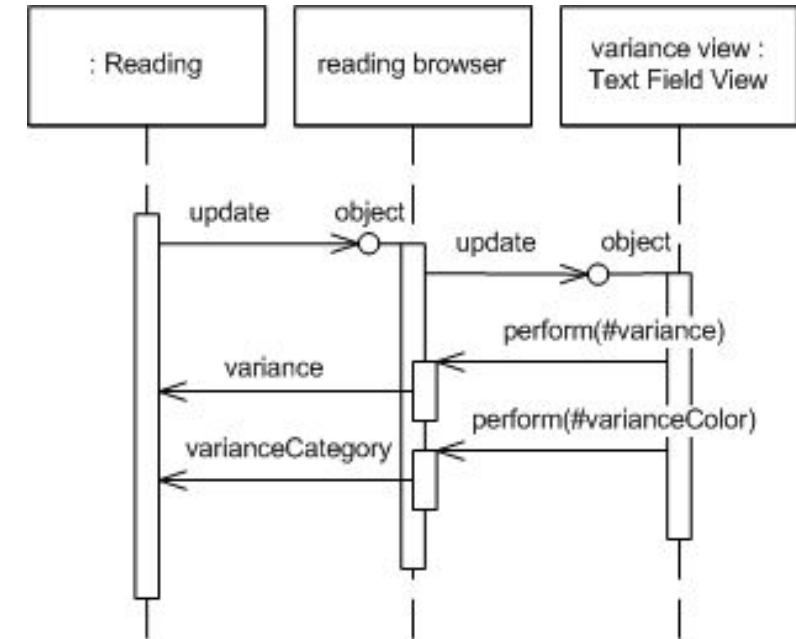 : Reading
reading browser
variance view :
Text Field View
update
object
update
object
perform(#variance)
variance
perform(#varianceColor)
varianceCategory